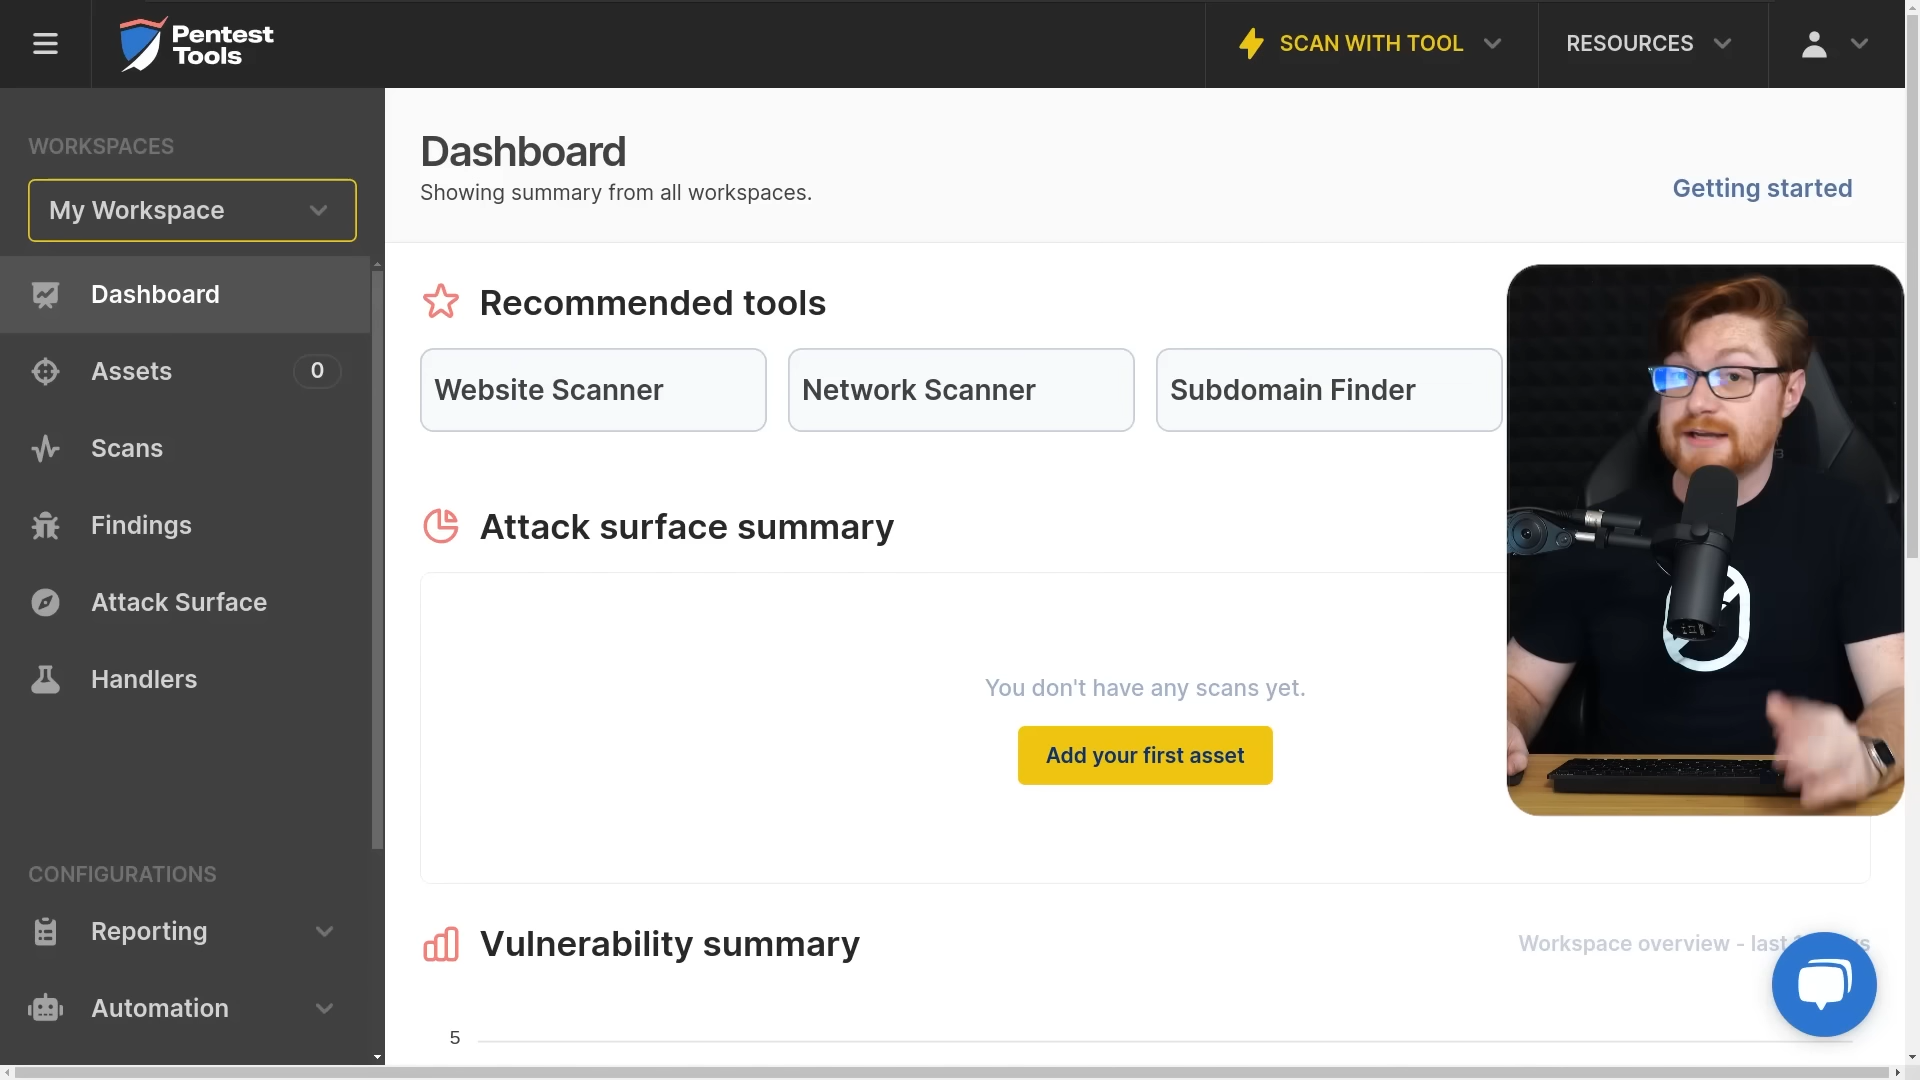 Pentest
Tools
SCAN WITH TOOL
RESOURCES
WORKSPACES
My Workspace
Dashboard
Assets
0
Scans
Findings
Attack Surface
Handlers
CONFIGURATIONS
Reporting
Automation
Dashboard
Showing summary from all workspaces.
Getting started
Recommended tools
Website Scanner
Network Scanner
Subdomain Finder
Attack surface summary
You don't have any scans yet.
Add your first asset
Vulnerability summary
Workspace overview - last
5